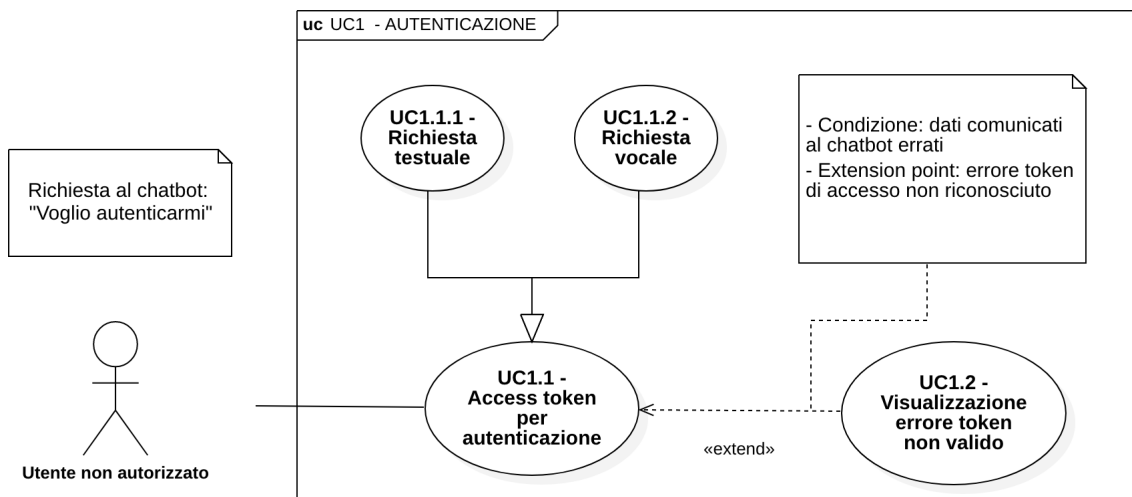 uc UC1 - AUTENTICAZIONE
UC1.1.1 -
Richiesta
testuale
UC1.1.2 -
Richiesta
vocale
- Condizione: dati comunicati
al chatbot errati
- Extension point: errore token
di accesso non riconosciuto
Richiesta al chatbot:
"Voglio autenticarmi"
UC1.1 -
Access token
per
autenticazione
UC1.2 -
Visualizzazione
errore token
non valido
«extend»
Utente non autorizzato